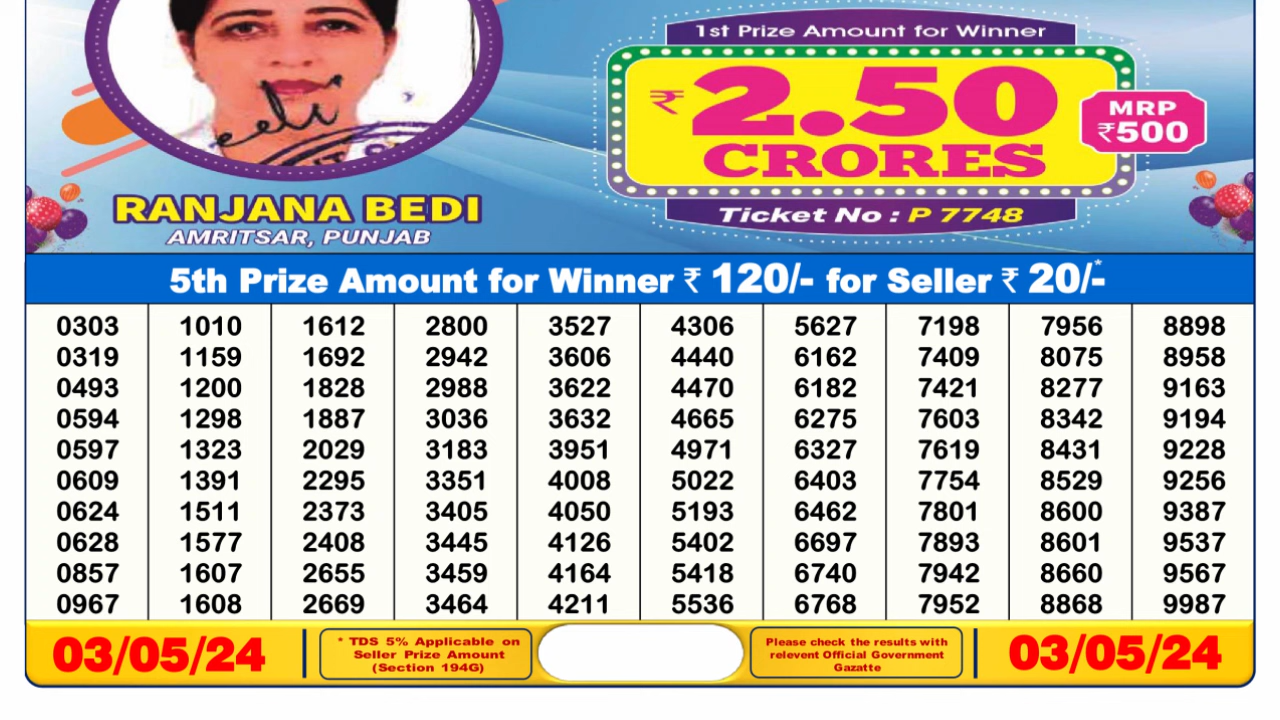 1st Prize Amount for Winner
₹ 2.50
CRORES
MRP
₹500
Ticket No : P 7748
RANJANA BEDI
AMRITSAR, PUNJAB
5th Prize Amount for Winner ₹ 120/- for Seller ₹ 20/-*
0303 1010 1612 2800 3527 4306 5627 7198 7956 8898
0319 1159 1692 2942 3606 4440 6162 7409 8075 8958
0493 1200 1828 2988 3622 4470 6182 7421 8277 9163
0594 1298 1887 3036 3632 4665 6275 7603 8342 9194
0597 1323 2029 3183 3951 4971 6327 7619 8431 9228
0609 1391 2295 3351 4008 5022 6403 7754 8529 9256
0624 1511 2373 3405 4050 5193 6462 7801 8600 9387
0628 1577 2408 3445 4126 5402 6697 7893 8601 9537
0857 1607 2655 3459 4164 5418 6740 7942 8660 9567
0967 1608 2669 3464 4211 5536 6768 7952 8868 9987
03/05/24
* TDS 5% Applicable on
Seller Prize Amount
(Section 194G)
Please check the results with
relevent Official Government
Gazatte
03/05/24